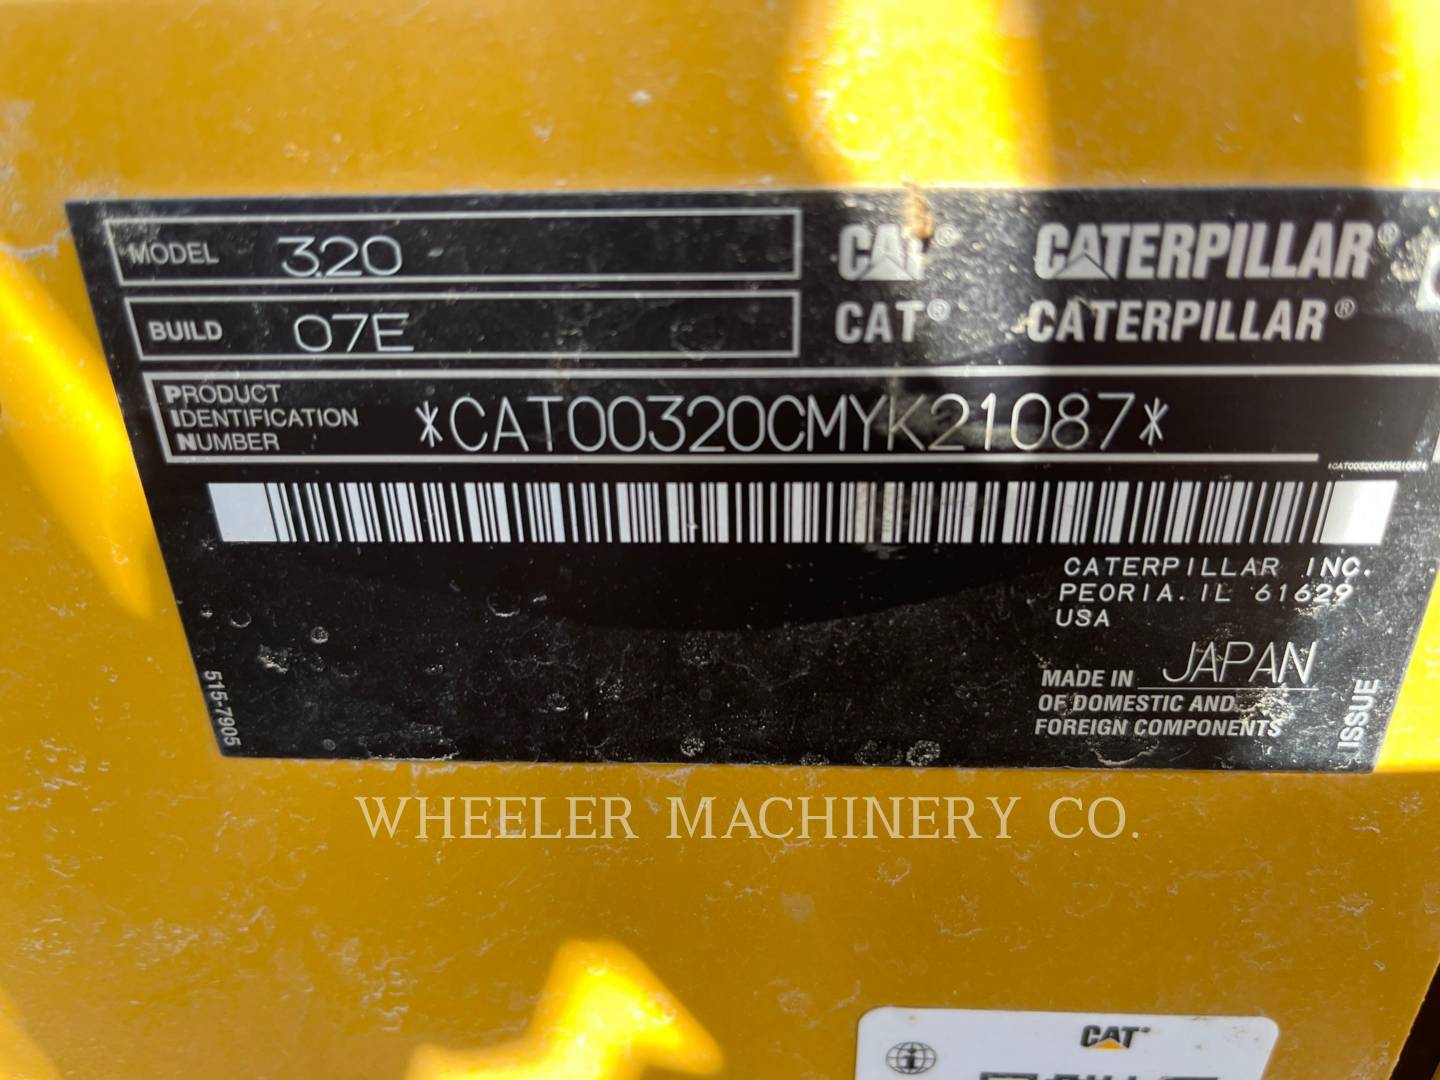 MODEL 320
CAT® CATERPILLAR®
BUILD 07E
CAT® CATERPILLAR®
PRODUCT
IDENTIFICATION
NUMBER
*CAT00320CMYK21087*
*CAT00320CMYK21087*
CATERPILLAR INC.
PEORIA. IL 61629
USA
MADE IN JAPAN
OF DOMESTIC AND
FOREIGN COMPONENTS
ISSUE
515-7905
WHEELER MACHINERY CO.
CAT®